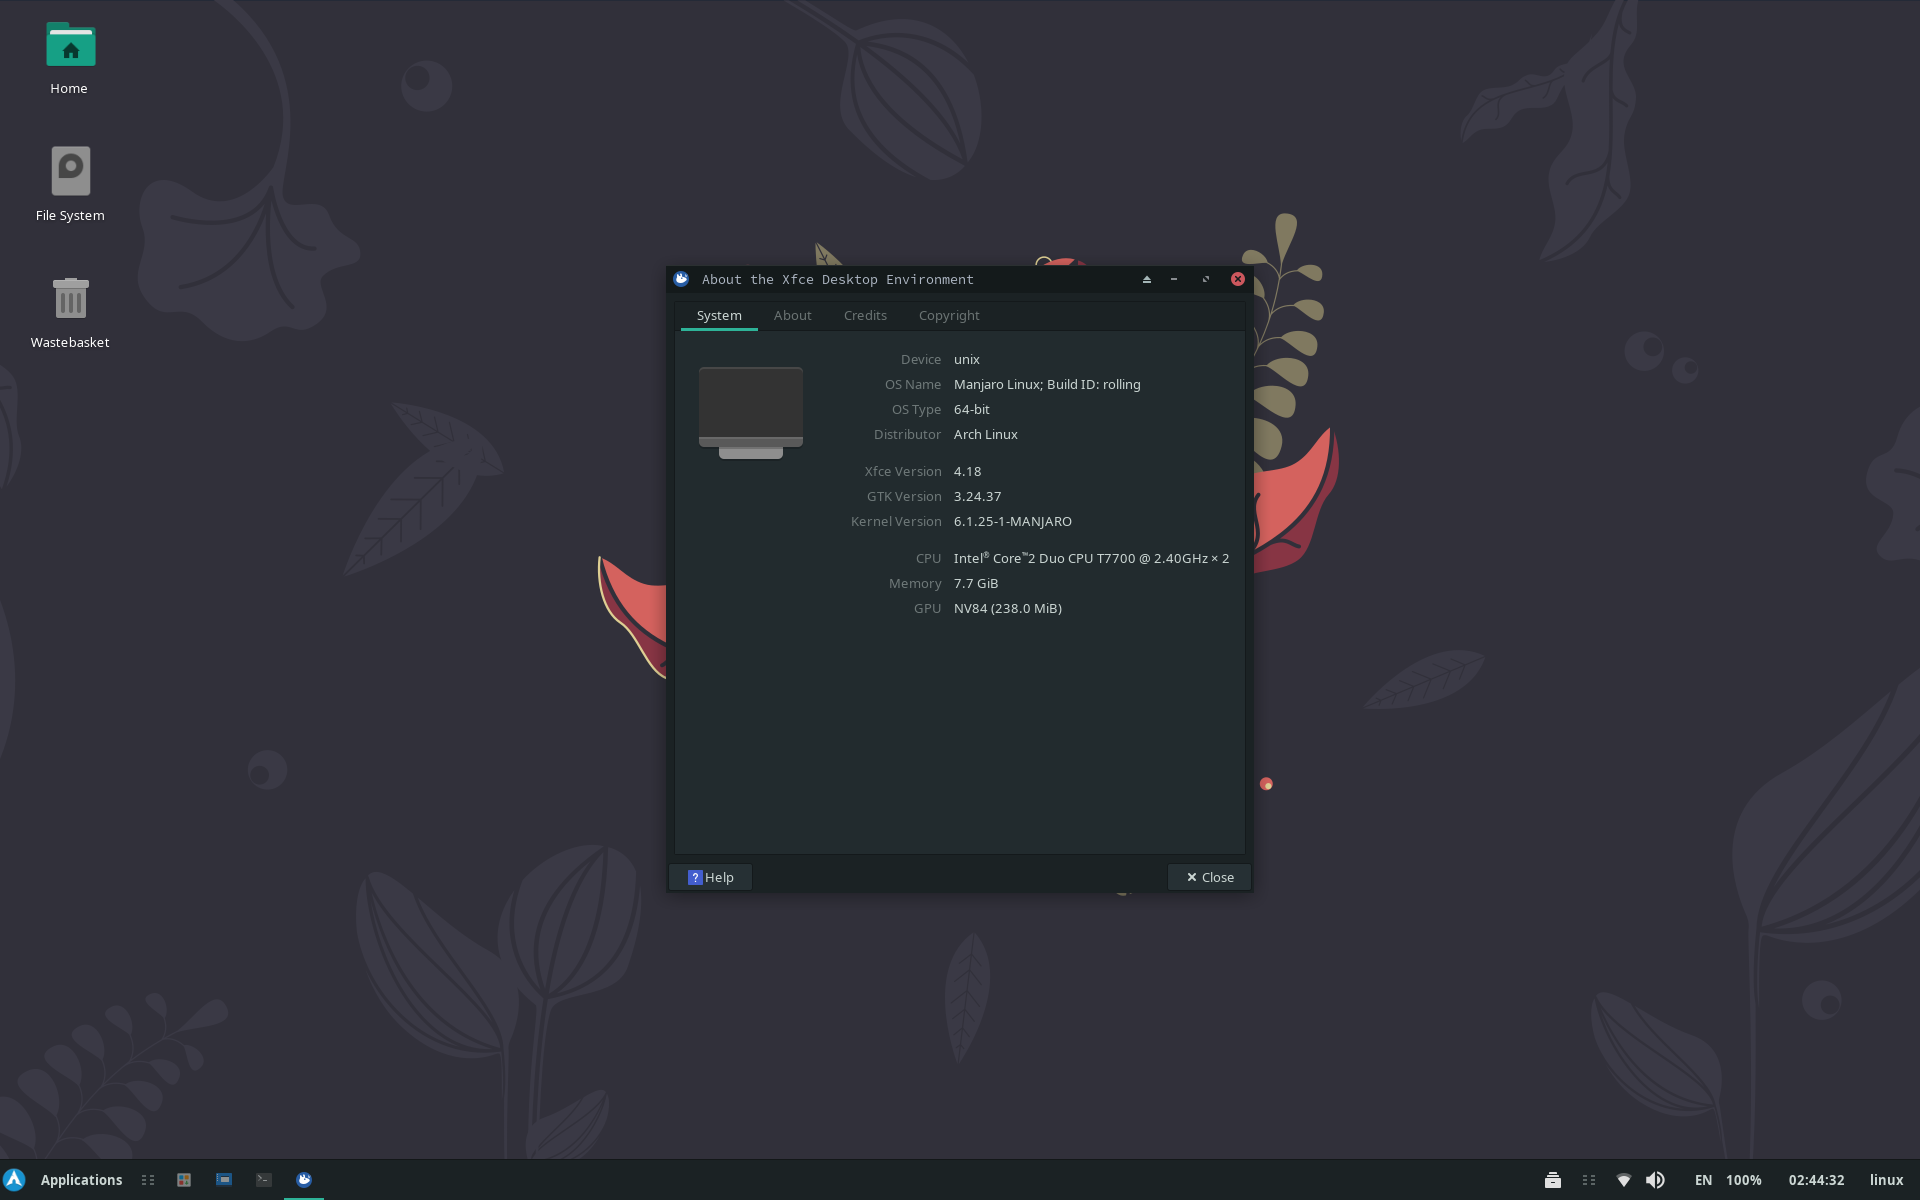 Home
File System
Wastebasket
About the Xfce Desktop Environment
System About Credits Copyright
Device unix
OS Name Manjaro Linux; Build ID: rolling
OS Type 64-bit
Distributor Arch Linux
Xfce Version 4.18
GTK Version 3.24.37
Kernel Version 6.1.25-1-MANJARO
CPU Intel® Core™2 Duo CPU T7700 @ 2.40GHz × 2
Memory 7.7 GiB
GPU NV84 (238.0 MiB)
? Help
Close
Applications EN 100% 02:44:32 linux